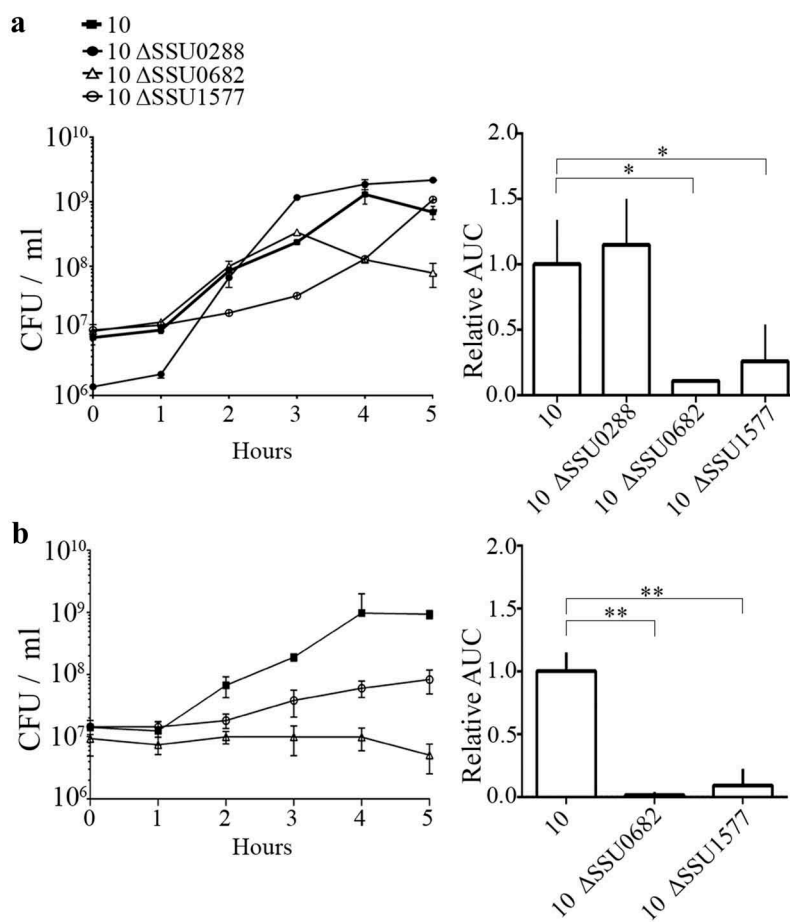 a
10
10 ΔSSU0288
10 ΔSSU0682
10 ΔSSU1577
CFU / ml
10^10
10^9
10^8
10^7
10^6
0 1 2 3 4 5
Hours
Relative AUC
2.0
1.5
1.0
0.5
0.0
*
*
10
10 ΔSSU0288
10 ΔSSU0682
10 ΔSSU1577
b
CFU / ml
10^10
10^9
10^8
10^7
10^6
0 1 2 3 4 5
Hours
Relative AUC
2.0
1.5
1.0
0.5
0.0
**
**
10
10 ΔSSU0682
10 ΔSSU1577